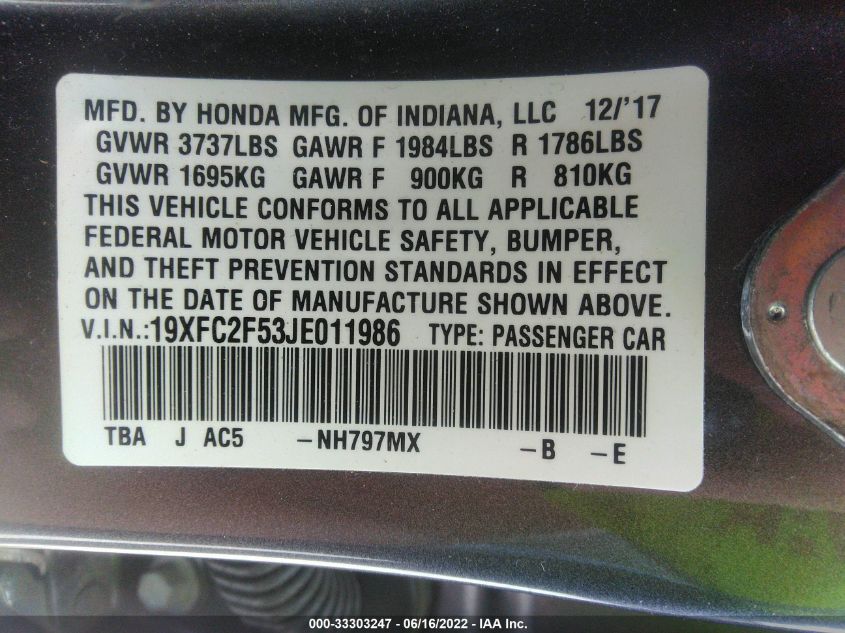 MFD. BY HONDA MFG. OF INDIANA, LLC 12/'17
GVWR 3737LBS GAWR F 1984LBS R 1786LBS
GVWR 1695KG GAWR F 900KG R 810KG
THIS VEHICLE CONFORMS TO ALL APPLICABLE
FEDERAL MOTOR VEHICLE SAFETY, BUMPER,
AND THEFT PREVENTION STANDARDS IN EFFECT
ON THE DATE OF MANUFACTURE SHOWN ABOVE.
V.I.N.:19XFC2F53JE011986 TYPE: PASSENGER CAR
TBA J AC5 -NH797MX -B -E
000-33303247 - 06/16/2022 - IAA Inc.